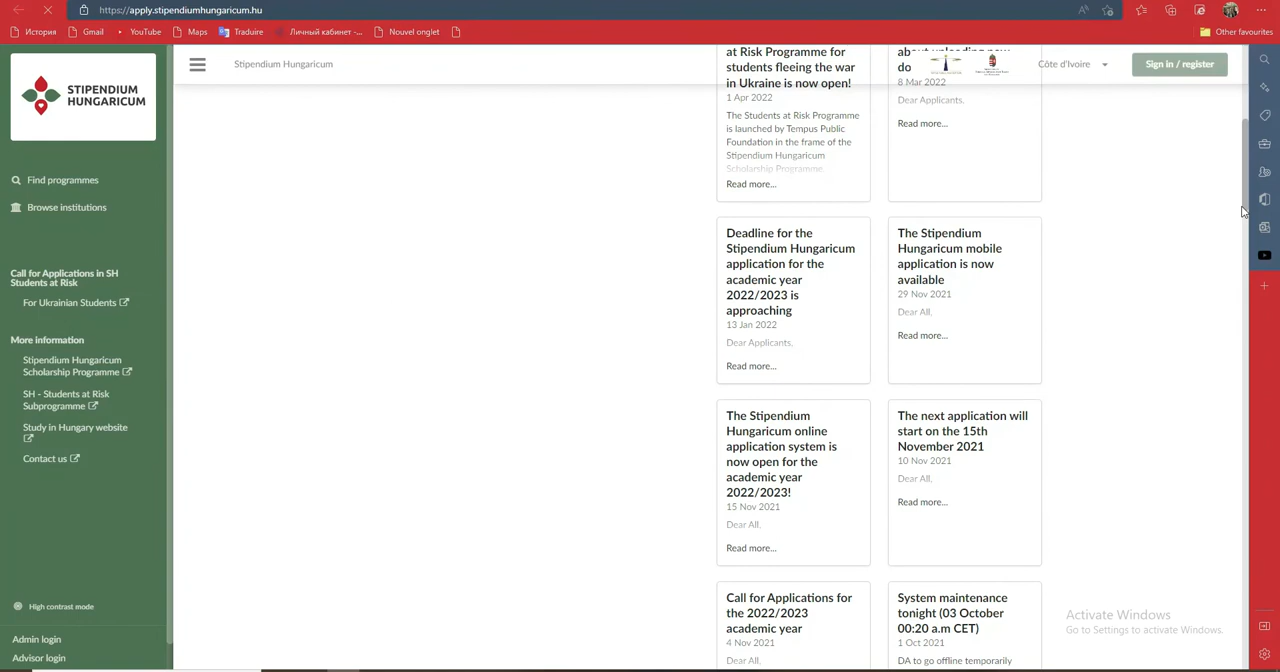 https://apply.stipendiumhungaricum.hu
История
Gmail
YouTube
Maps
Traduire
Личный кабинет -...
Nouvel onglet
Other favourites
STIPENDIUM
HUNGARICUM
Stipendium Hungaricum
Côte d'Ivoire
Sign in / register
Find programmes
Browse institutions
Call for Applications in SH
Students at Risk
For Ukrainian Students
More information
Stipendium Hungaricum
Scholarship Programme
SH - Students at Risk
Subprogramme
Study in Hungary website
Contact us
High contrast mode
Admin login
Advisor login
at Risk Programme for
students fleeing the war
in Ukraine is now open!
1 Apr 2022
The Students at Risk Programme
is launched by Tempus Public
Foundation in the frame of the
Stipendium Hungaricum
Scholarship Programme.
Read more...
about uploading new
do
8 Mar 2022
Dear Applicants,
Read more...
Deadline for the
Stipendium Hungaricum
application for the
academic year
2022/2023 is
approaching
13 Jan 2022
Dear Applicants,
Read more...
The Stipendium
Hungaricum mobile
application is now
available
29 Nov 2021
Dear All,
Read more...
The Stipendium
Hungaricum online
application system is
now open for the
academic year
2022/2023!
15 Nov 2021
Dear All,
Read more...
The next application will
start on the 15th
November 2021
10 Nov 2021
Dear All,
Read more...
Call for Applications for
the 2022/2023
academic year
4 Nov 2021
Dear All,
System maintenance
tonight (03 October
00:20 a.m CET)
1 Oct 2021
DA to go offline temporarily
Activate Windows
Go to Settings to activate Windows.